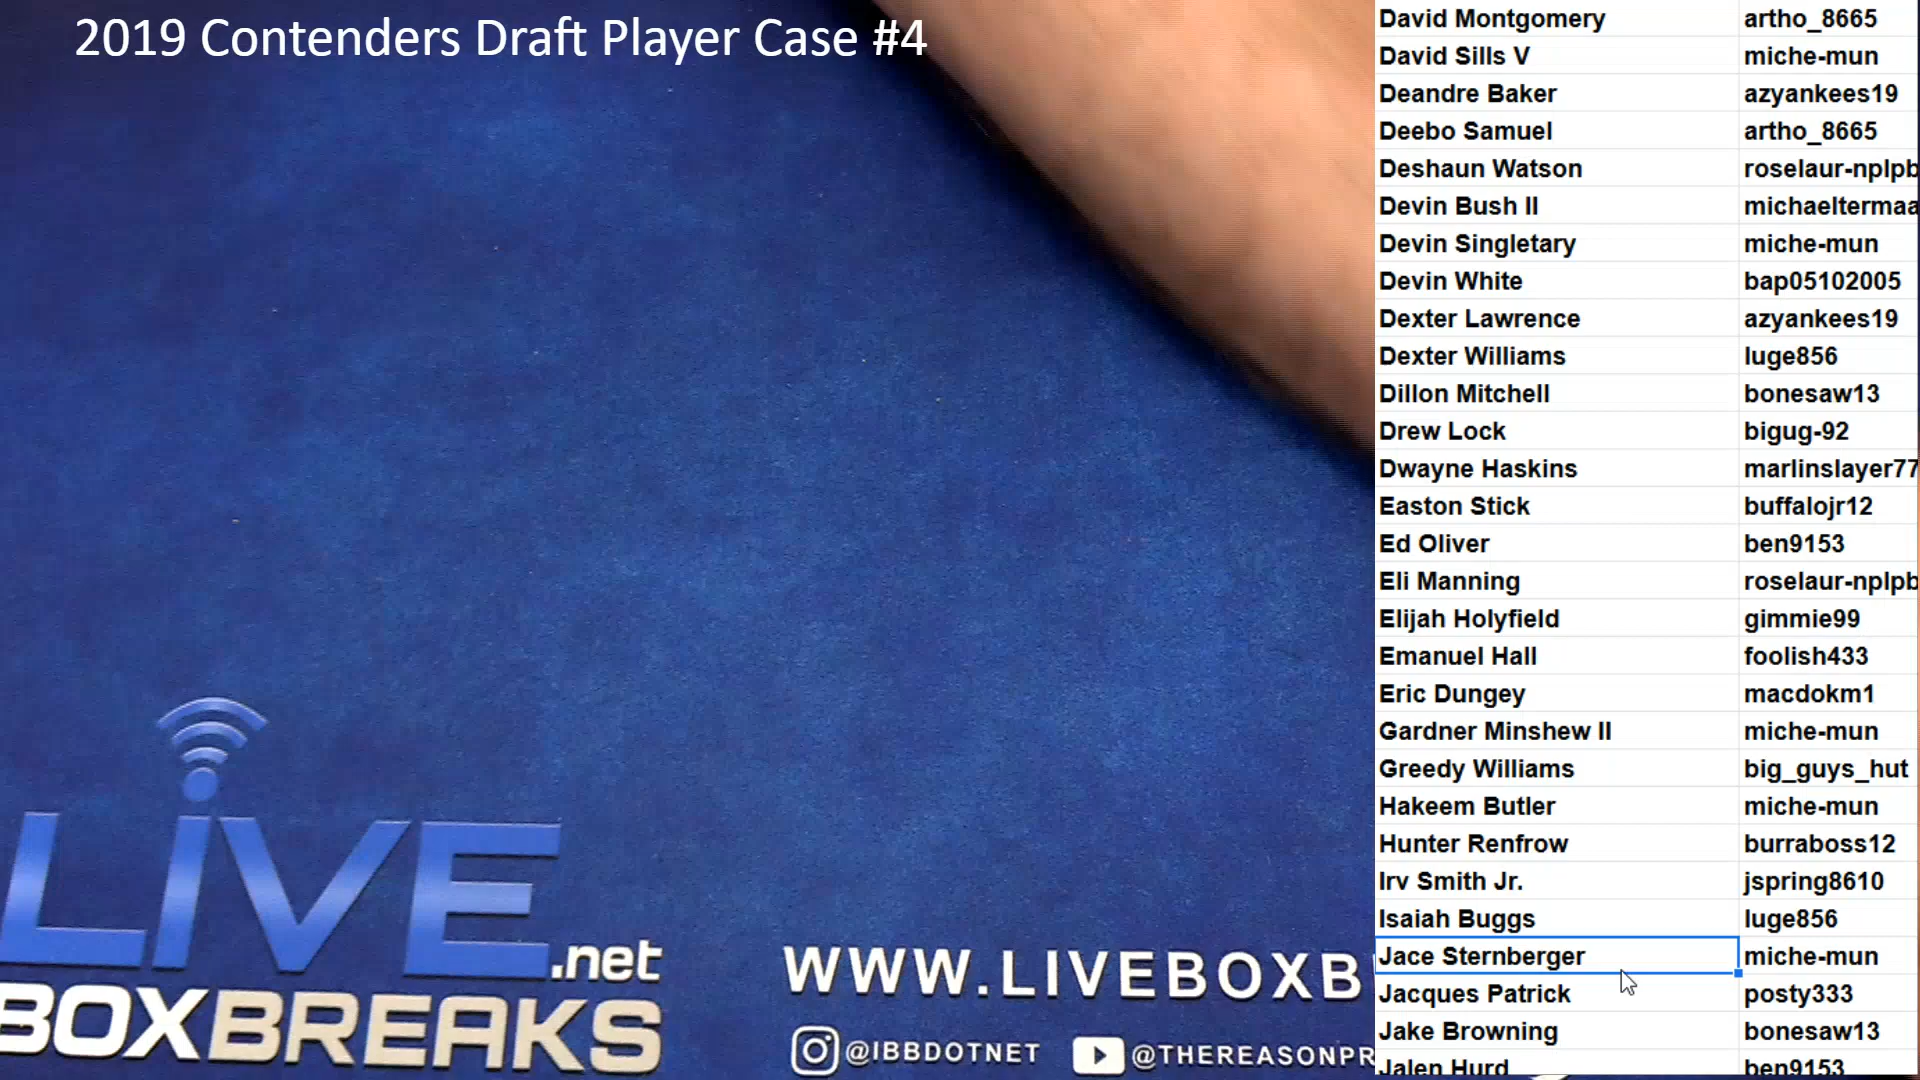 2019 Contenders Draft Player Case #4
David Montgomery artho_8665
David Sills V miche-mun
Deandre Baker azyankees19
Deebo Samuel artho_8665
Deshaun Watson roselaur-nplpb
Devin Bush II michaeltermaa
Devin Singletary miche-mun
Devin White bap05102005
Dexter Lawrence azyankees19
Dexter Williams luge856
Dillon Mitchell bonesaw13
Drew Lock bigug-92
Dwayne Haskins marlinslayer77
Easton Stick buffalojr12
Ed Oliver ben9153
Eli Manning roselaur-nplpb
Elijah Holyfield gimmie99
Emanuel Hall foolish433
Eric Dungey macdokm1
Gardner Minshew II miche-mun
Greedy Williams big_guys_hut
Hakeem Butler miche-mun
Hunter Renfrow burraboss12
Irv Smith Jr. jspring8610
Isaiah Buggs luge856
Jace Sternberger miche-mun
Jacques Patrick posty333
Jake Browning bonesaw13
Jalen Hurd ben9153
LiVE.net
BOXBREAKS
WWW.LIVEBOXB
@IBBDOTNET @THEREASONPR